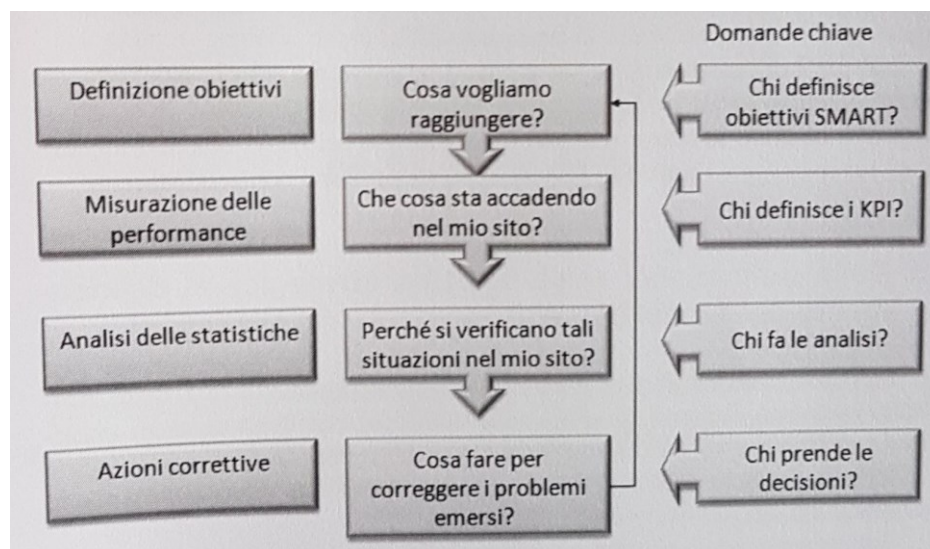 Domande chiave
Definizione obiettivi
Cosa vogliamo
raggiungere?
Chi definisce
obiettivi SMART?
Misurazione delle
performance
Che cosa sta accadendo
nel mio sito?
Chi definisce i KPI?
Analisi delle statistiche
Perché si verificano tali
situazioni nel mio sito?
Chi fa le analisi?
Azioni correttive
Cosa fare per
correggere i problemi
emersi?
Chi prende le
decisioni?